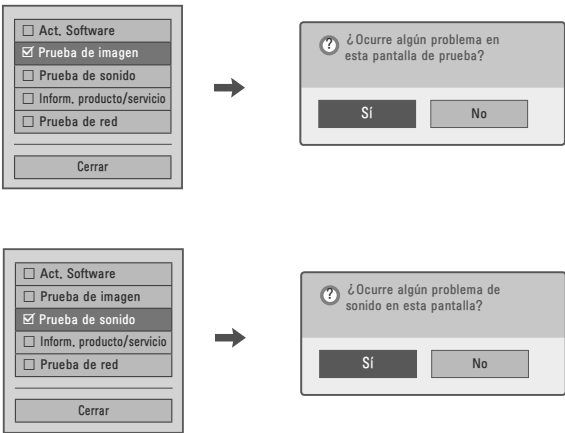 Act. Software
Prueba de imagen
Prueba de sonido
Inform. producto/servicio
Prueba de red
Cerrar
¿Ocurre algún problema en
esta pantalla de prueba?
Sí
No
Act. Software
Prueba de imagen
Prueba de sonido
Inform. producto/servicio
Prueba de red
Cerrar
¿Ocurre algún problema de
sonido en esta pantalla?
Sí
No